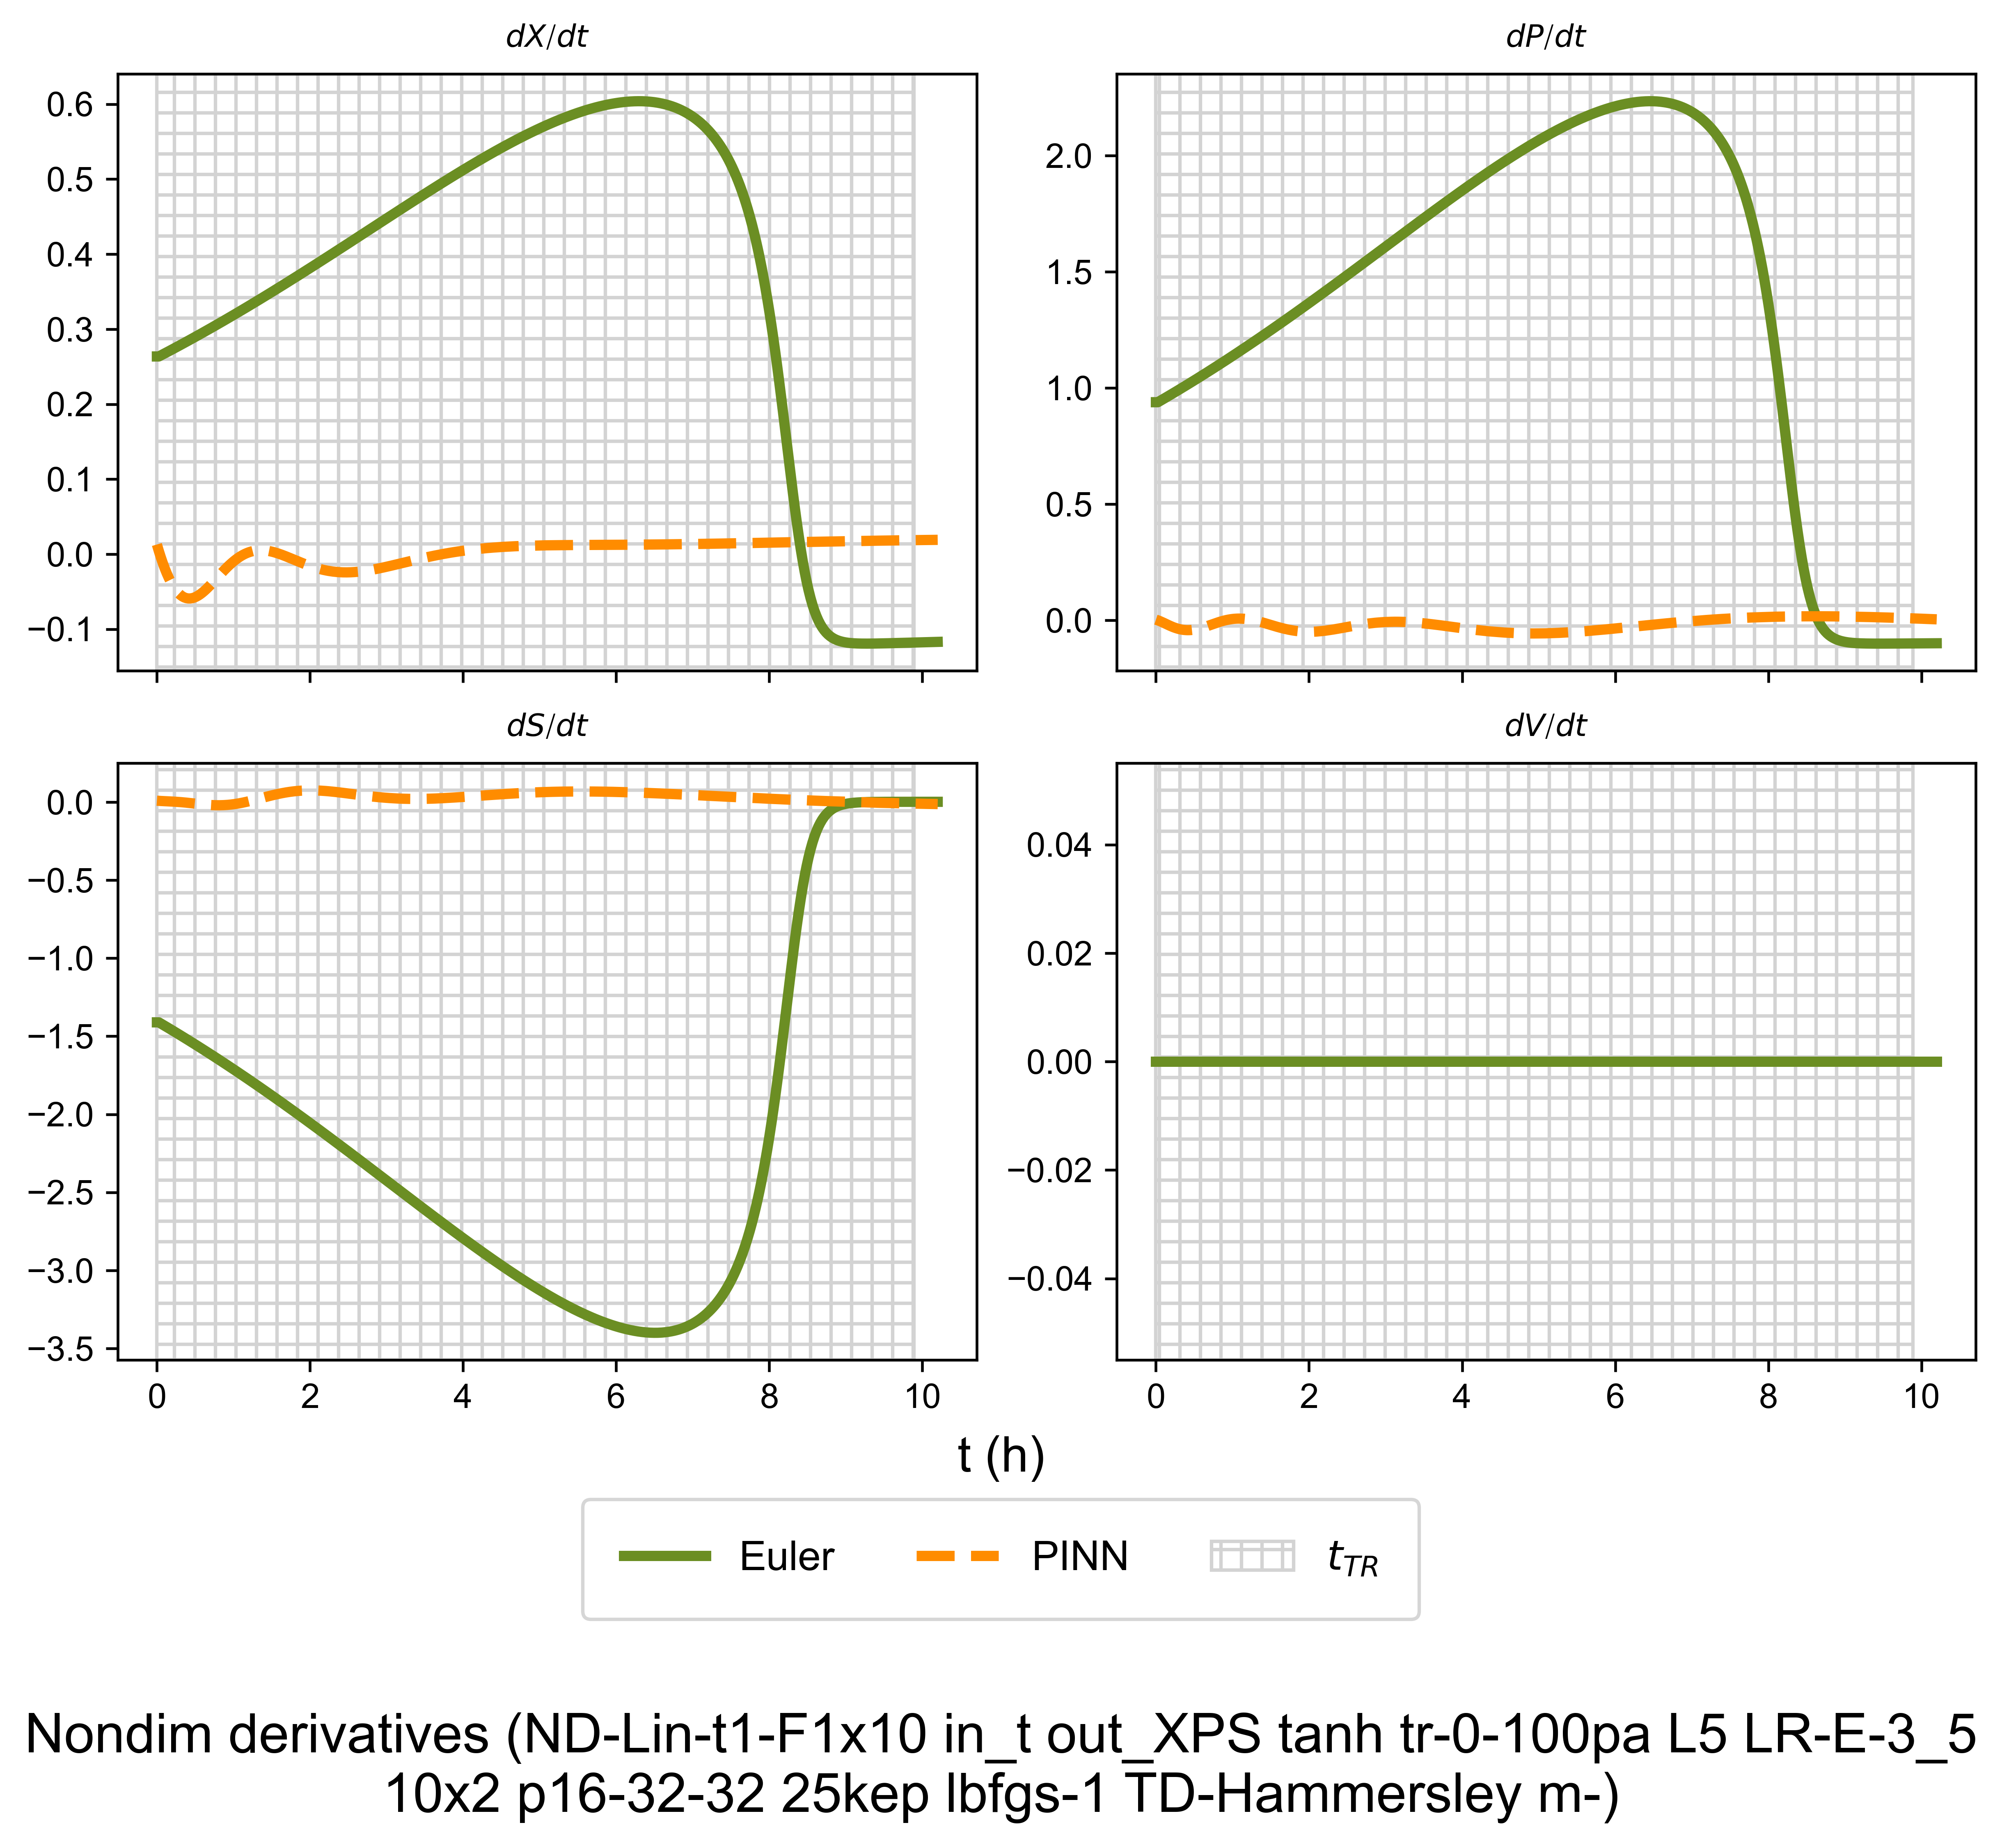 dX/dt
dP/dt
0.6
0.5
0.4
0.3
0.2
0.1
0.0
−0.1
2.0
1.5
1.0
0.5
0.0
dS/dt
dV/dt
0.0
−0.5
−1.0
−1.5
−2.0
−2.5
−3.0
−3.5
0.04
0.02
0.00
−0.02
−0.04
0 2 4 6 8 10
0 2 4 6 8 10
t (h)
Euler PINN t_TR
Nondim derivatives (ND-Lin-t1-F1x10 in_t out_XPS tanh tr-0-100pa L5 LR-E-3_5
10x2 p16-32-32 25kep lbfgs-1 TD-Hammersley m-)